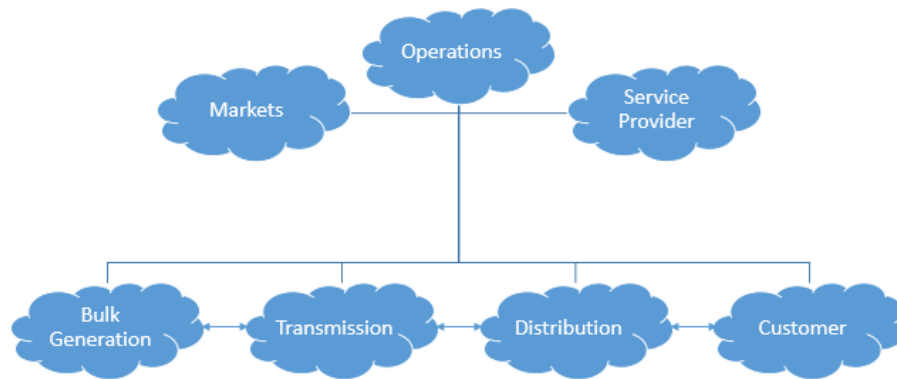 Operations
Markets
Service
Provider
Bulk
Generation
Transmission
Distribution
Customer